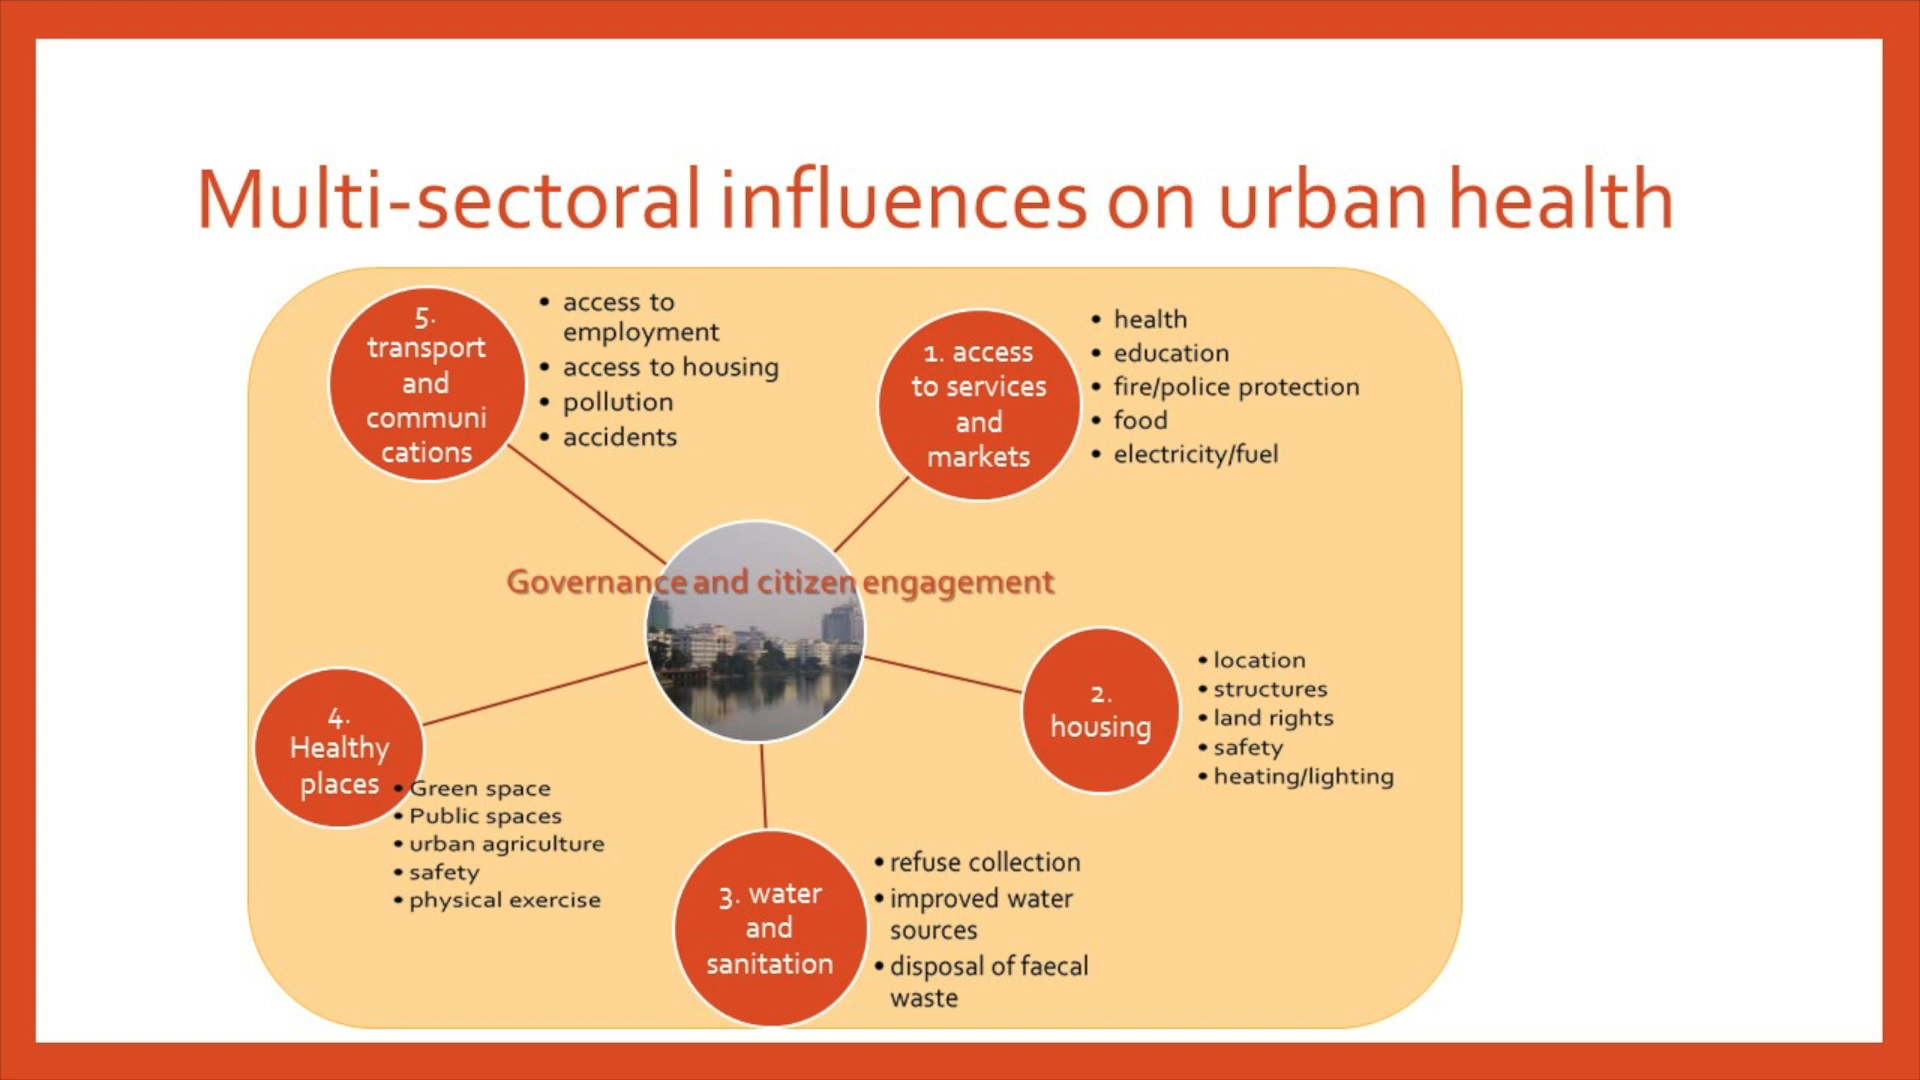 Multi-sectoral influences on urban health
5.
transport
and
communi
cations
• access to
employment
• access to housing
• pollution
• accidents
1. access
to services
and
markets
• health
• education
• fire/police protection
• food
• electricity/fuel
Governance and citizen engagement
2.
housing
• location
• structures
• land rights
• safety
• heating/lighting
3. water
and
sanitation
• refuse collection
• improved water
sources
• disposal of faecal
waste
4.
Healthy
places
• Green space
• Public spaces
• urban agriculture
• safety
• physical exercise